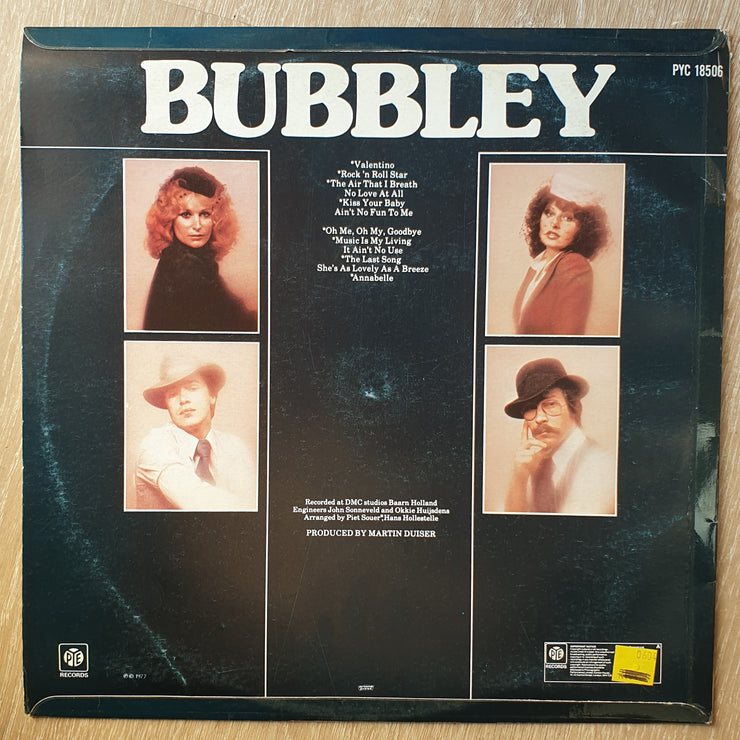 BUBBLEY
PYC 18506
*Valentino
*Rock 'n Roll Star
*The Air That I Breath
No Love At All
*Kiss Your Baby
Ain't No Fun To Me
*Oh Me, Oh My, Goodbye
*Music Is My Living
It Ain't No Use
*The Last Song
She's As Lovely As A Breeze
*Annabelle
Recorded at DMC studios Baarn Holland
Engineers John Sonneveld and Okkie Huijsdens
Arranged by Piet Souer*, Hans Hollestelle
PRODUCED BY MARTIN DUISER
PYE
RECORDS
℗ © 1977
PYE
RECORDS
IMPORTANT NOTICE